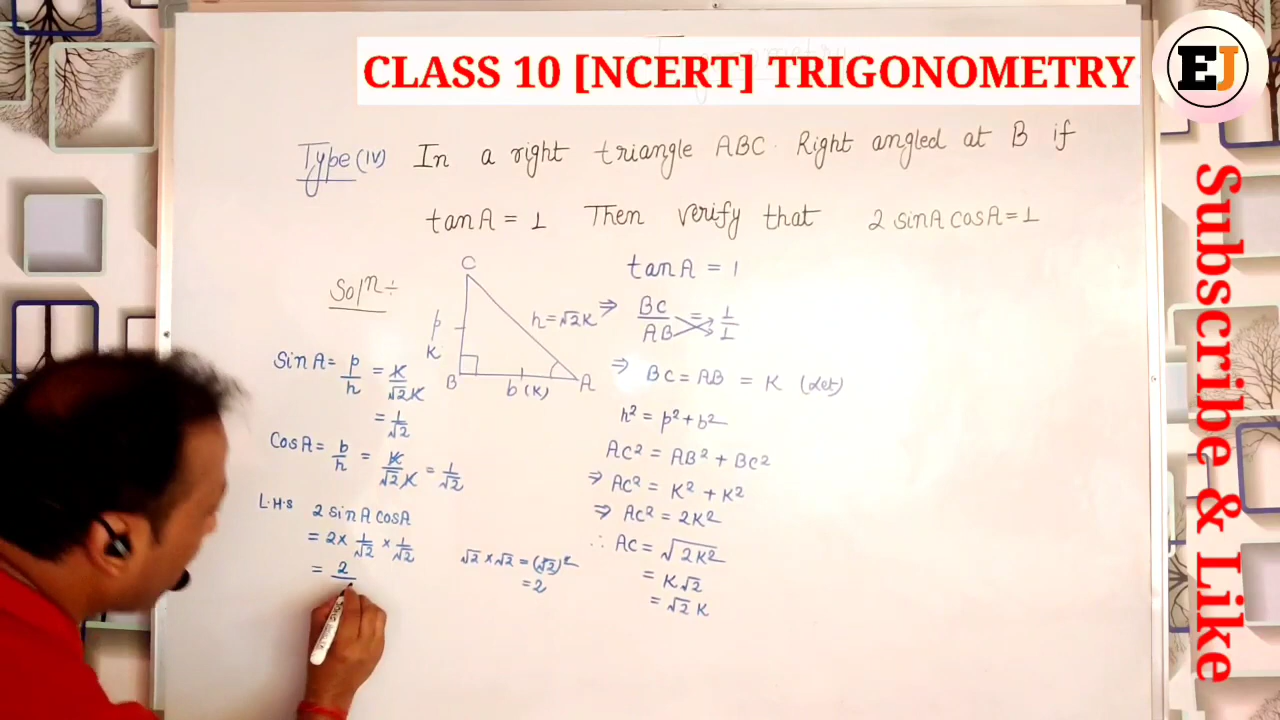 CLASS 10 [NCERT] TRIGONOMETRY
EJ
Type (IV) In a right triangle ABC. Right angled at B if
tanA = 1 Then verify that 2 sinA cosA = 1
Solⁿ ÷
C
p
K
h = √2K
B
b (K)
A
tanA = 1
⇒ BC/AB = 1/1
⇒ BC = AB = K (Let)
h² = p² + b²
AC² = AB² + BC²
⇒ AC² = K² + K²
⇒ AC² = 2K²
∴ AC = √2K²
= K√2
= √2 K
SinA = p/h = K/√2K
= 1/√2
CosA = b/h = K/√2K = 1/√2
L.H.S 2 sinA cosA
= 2 × 1/√2 × 1/√2
= 2
√2 × √2 = (√2)²
= 2
Subscribe & Like